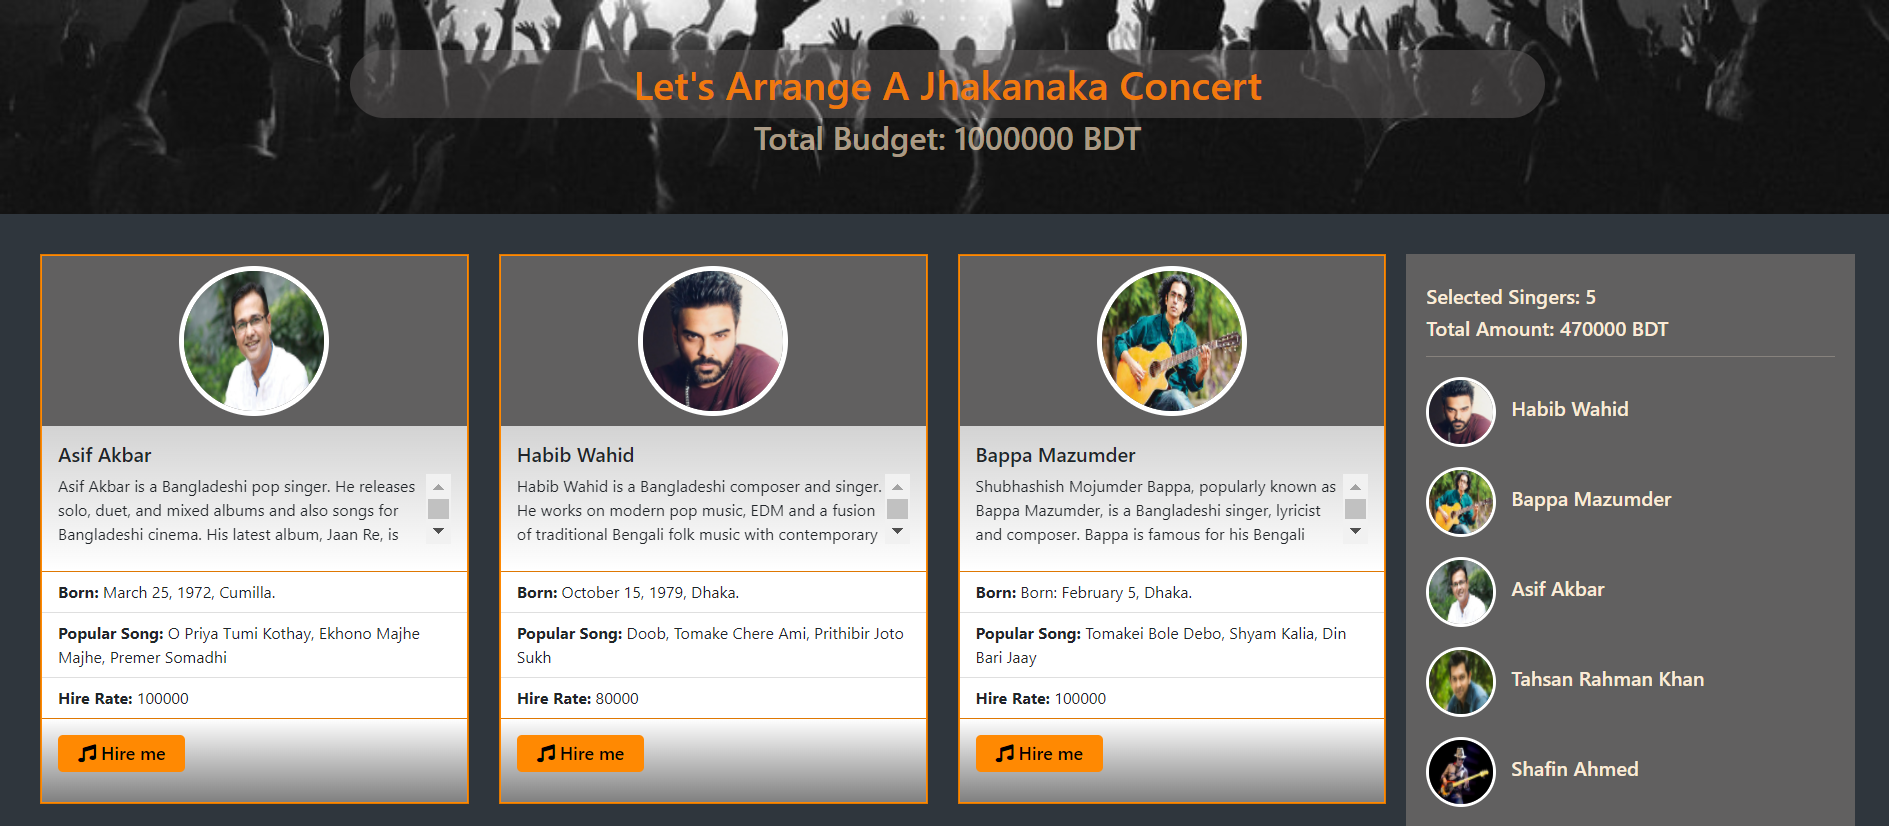 Let's Arrange A Jhakanaka Concert
Total Budget: 1000000 BDT
Asif Akbar
Asif Akbar is a Bangladeshi pop singer. He releases
solo, duet, and mixed albums and also songs for
Bangladeshi cinema. His latest album, Jaan Re, is
Born: March 25, 1972, Cumilla.
Popular Song: O Priya Tumi Kothay, Ekhono Majhe
Majhe, Premer Somadhi
Hire Rate: 100000
Hire me
Habib Wahid
Habib Wahid is a Bangladeshi composer and singer.
He works on modern pop music, EDM and a fusion
of traditional Bengali folk music with contemporary
Born: October 15, 1979, Dhaka.
Popular Song: Doob, Tomake Chere Ami, Prithibir Joto
Sukh
Hire Rate: 80000
Hire me
Bappa Mazumder
Shubhashish Mojumder Bappa, popularly known as
Bappa Mazumder, is a Bangladeshi singer, lyricist
and composer. Bappa is famous for his Bengali
Born: Born: February 5, Dhaka.
Popular Song: Tomakei Bole Debo, Shyam Kalia, Din
Bari Jaay
Hire Rate: 100000
Hire me
Selected Singers: 5
Total Amount: 470000 BDT
Habib Wahid
Bappa Mazumder
Asif Akbar
Tahsan Rahman Khan
Shafin Ahmed